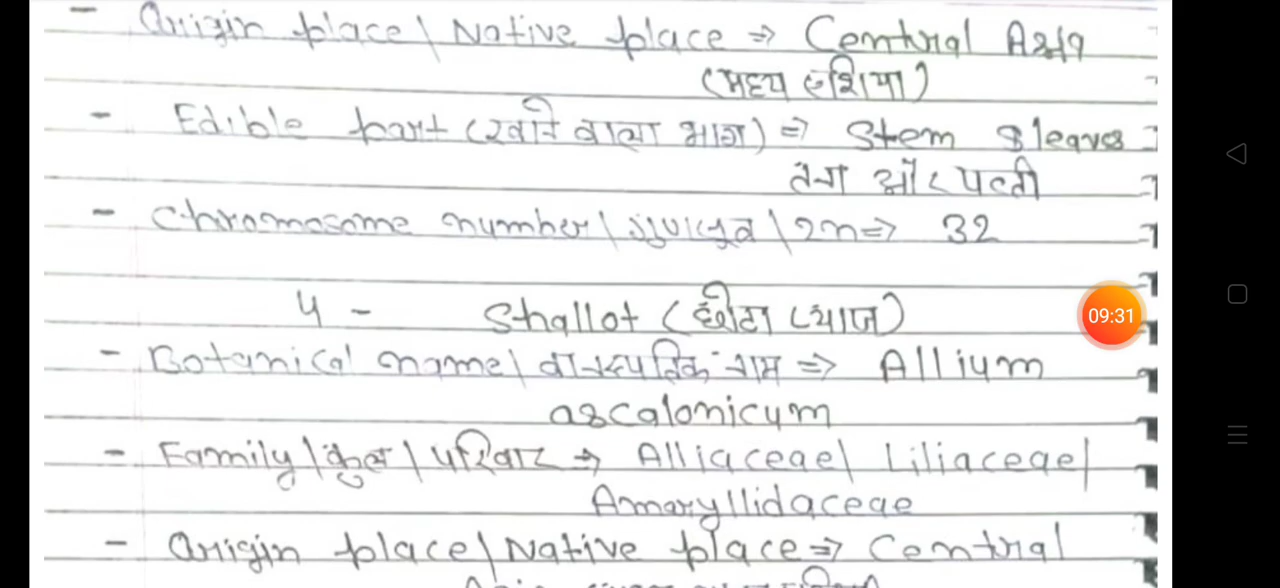 - Origin place/Native place ⇒ Central Asia
(मध्य एशिया)
- Edible part (खाने वाला भाग) ⇒ Stem & leaves
तना और पत्ती
- Chromosome number/गुणसूत्र/2n ⇒ 32
4 - Shallot (छोटा प्याज)
09:31
- Botanical name/वानस्पतिक नाम ⇒ Allium
ascalonicum
- Family/कुल/परिवार ⇒ Alliaceae/ Liliaceae/
Amaryllidaceae
- Origin place/Native place ⇒ Central